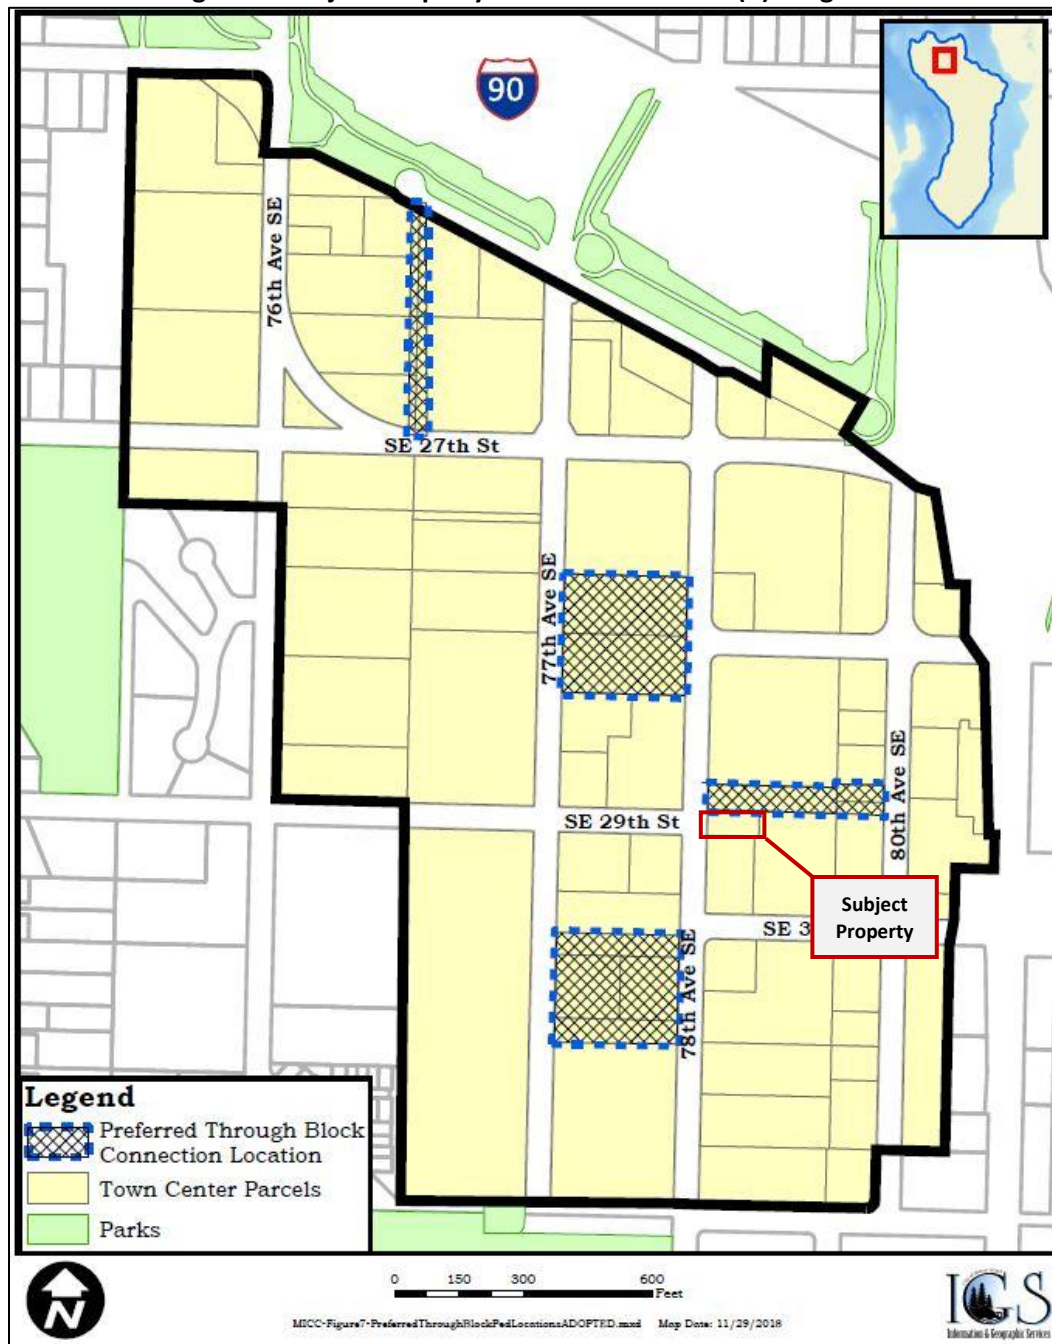 90
76th Ave SE
SE 27th St
77th Ave SE
80th Ave SE
SE 29th St
Subject
Property
SE 3
78th Ave SE
Legend
Preferred Through Block
Connection Location
Town Center Parcels
Parks
N
0 150 300 600
Feet
MICC-Figure7-PreferredThroughBlockPedLocationsADOPTED.mxd Map Date: 11/29/2018
IGS
Information & Geographic Services